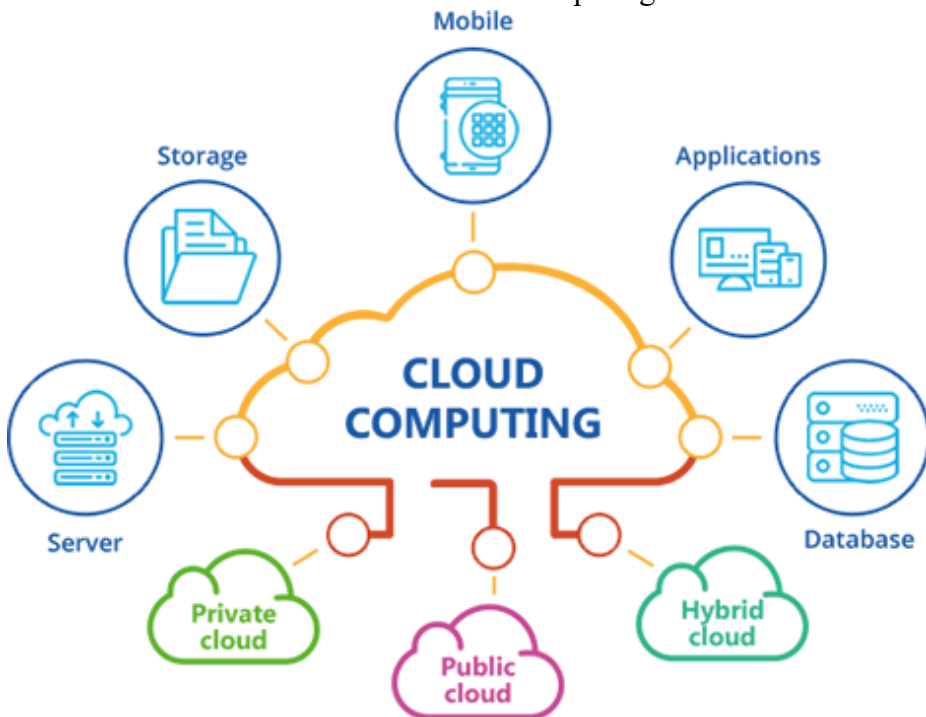 Mobile
Storage
Applications
CLOUD
COMPUTING
Server
Database
Private
cloud
Public
cloud
Hybrid
cloud